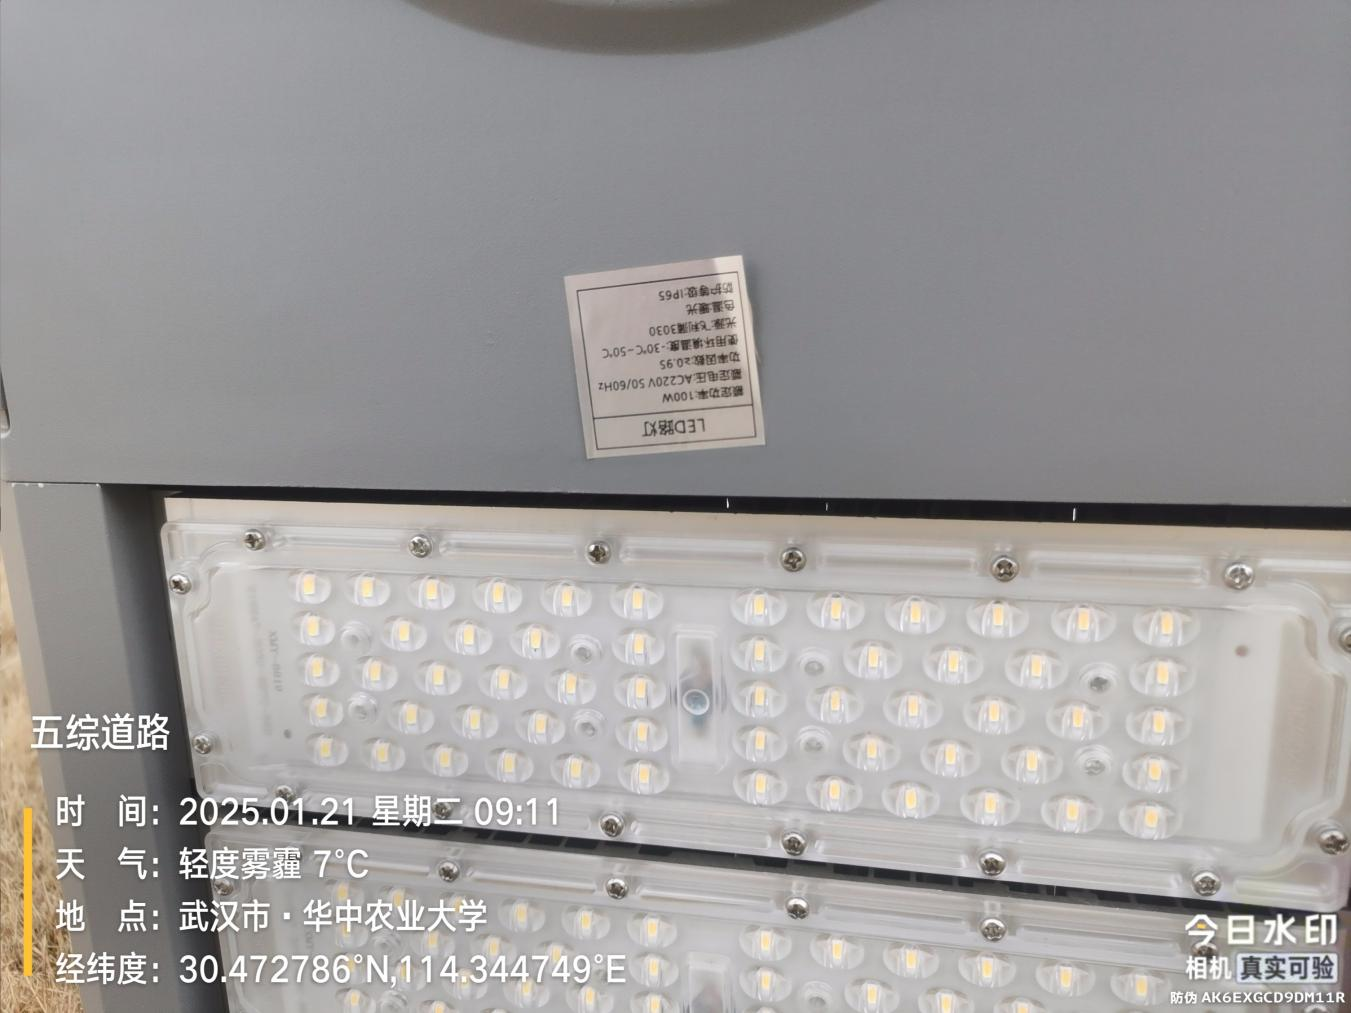 LED路灯
额定功率:100W
额定电压:AC220V 50/60Hz
功率因数:≥0.95
使用环境温度:-30℃~50℃
光源:飞利浦3030
色温:暖光
防护等级:IP65
五综道路
时 间：2025.01.21 星期二 09:11
天 气：轻度雾霾 7°C
地 点：武汉市·华中农业大学
经纬度：30.472786°N,114.344749°E
今日水印
相机 真实可验
防伪 AK6EXGCD9DM11R